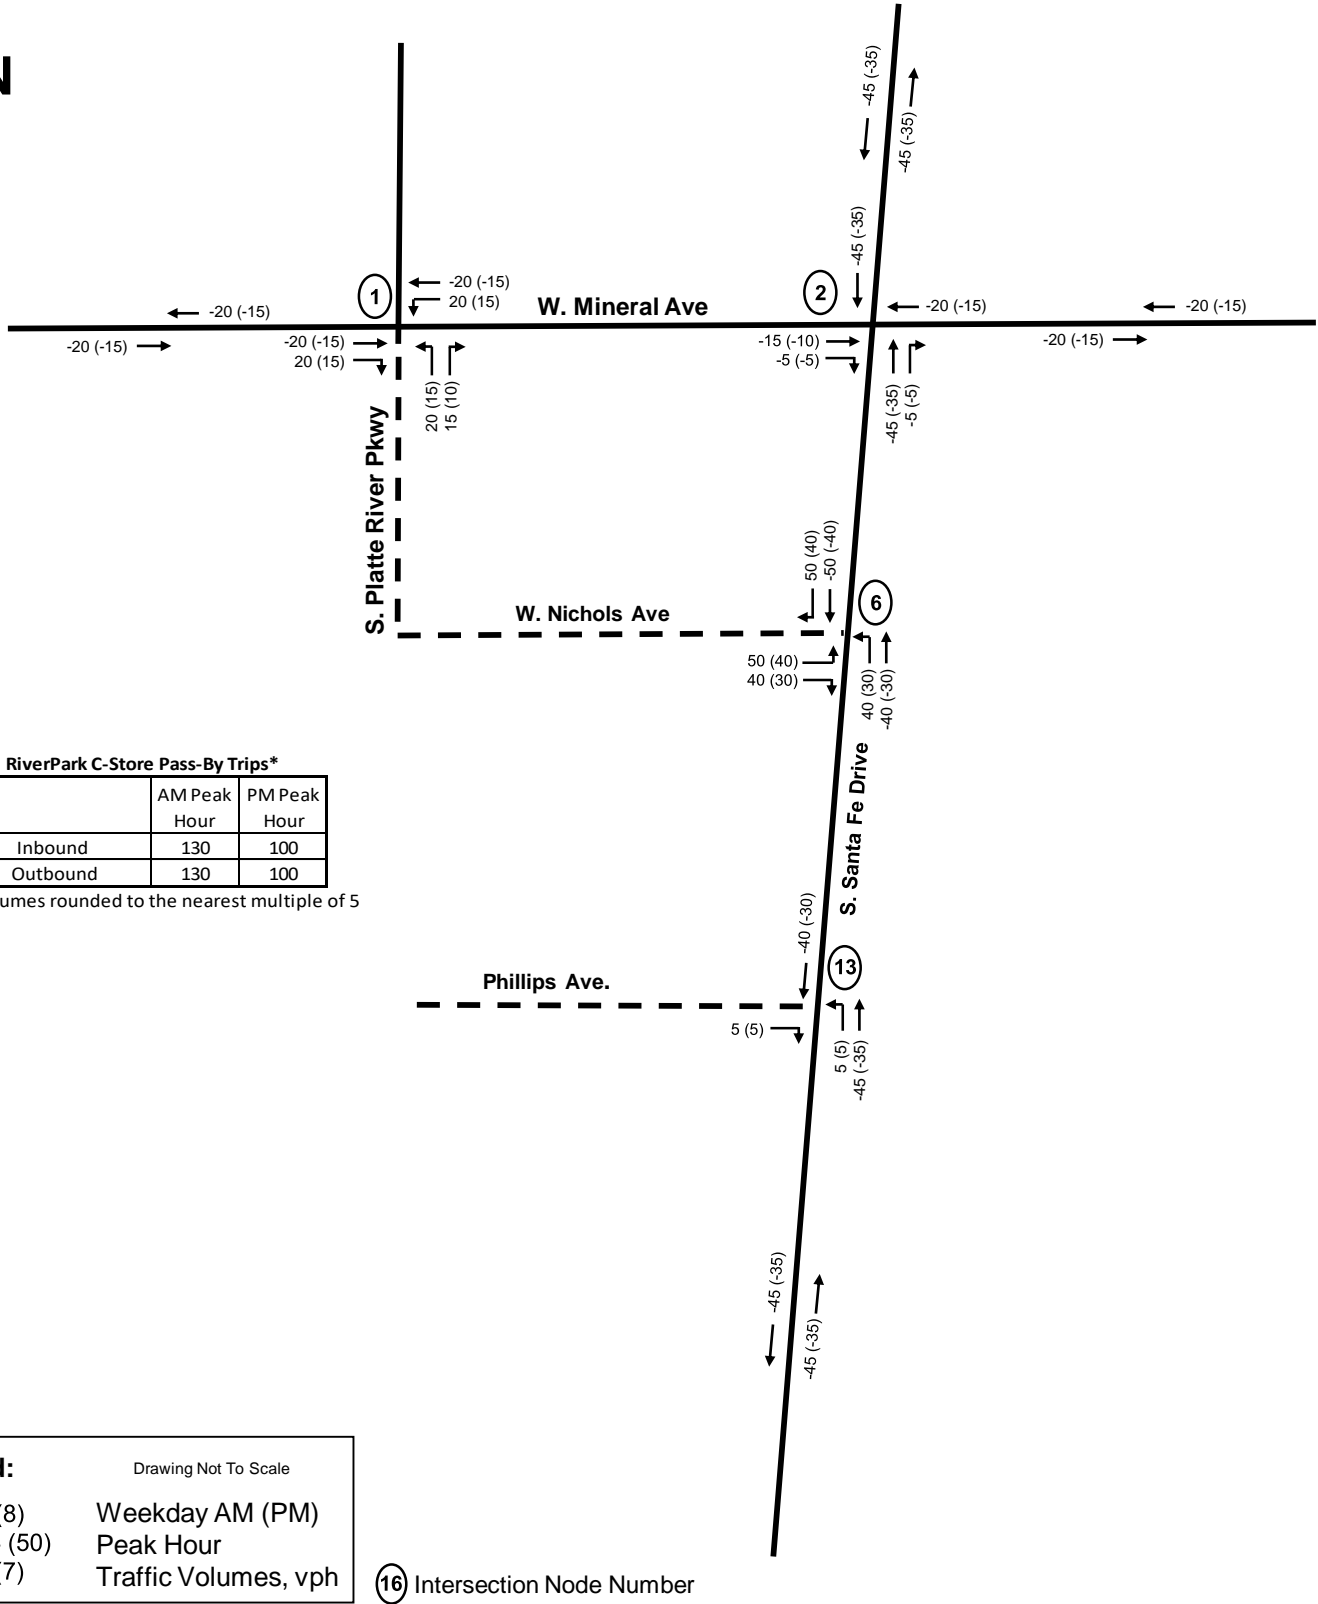 N
-45 (-35)
-45 (-35)
-45 (-35)
1
-20 (-15)
20 (15)
W. Mineral Ave
2
-20 (-15)
-20 (-15)
-20 (-15)
-20 (-15)
-20 (-15)
20 (15)
20 (15)
15 (10)
-15 (-10)
-5 (-5)
-45 (-35)
-5 (-5)
-20 (-15)
S. Platte River Pkwy
50 (40)
-50 (-40)
6
W. Nichols Ave
50 (40)
40 (30)
40 (30)
-40 (-30)
S. Santa Fe Drive
RiverPark C-Store Pass-By Trips*
AM Peak Hour
PM Peak Hour
Inbound 130 100
Outbound 130 100
rounded to the nearest multiple of 5
-40 (-30)
13
Phillips Ave.
5 (5)
5 (5)
-45 (-35)
-45 (-35)
-45 (-35)
Drawing Not To Scale
(8)
(50)
(7)
Weekday AM (PM)
Peak Hour
Traffic Volumes, vph
16 Intersection Node Number